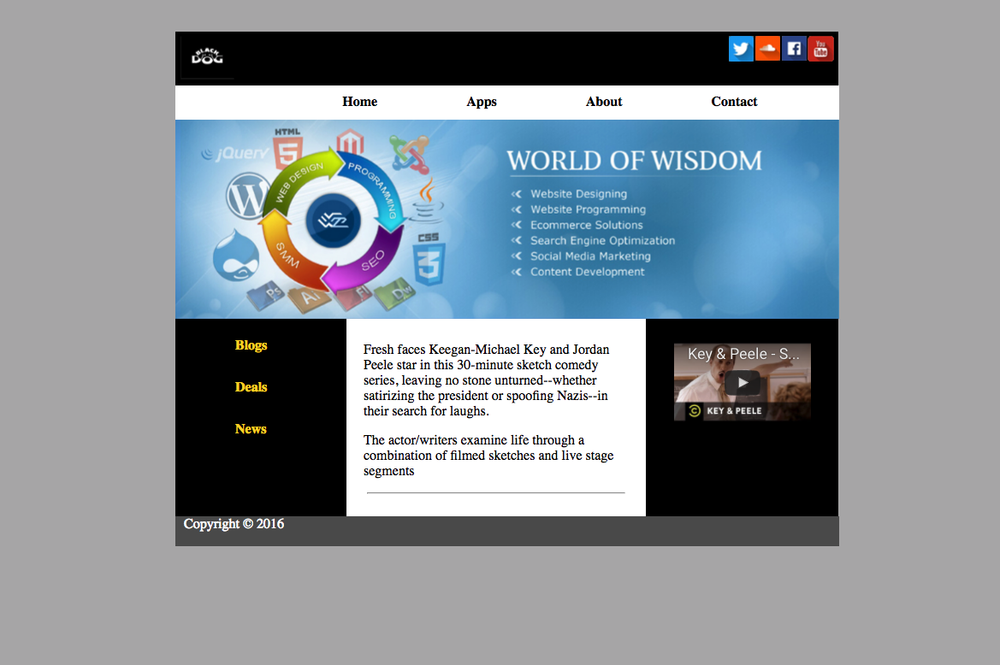 BLACK
DOG
You
Tube
Home Apps About Contact
HTML
5
jQuery
WEB DESIGN
PROGRAMMING
SEO
SMM
CSS
3
Ps
Ai
Fl
Dw
WORLD OF WISDOM
Website Designing
Website Programming
Ecommerce Solutions
Search Engine Optimization
Social Media Marketing
Content Development
Blogs
Deals
News
Fresh faces Keegan-Michael Key and Jordan
Peele star in this 30-minute sketch comedy
series, leaving no stone unturned--whether
satirizing the president or spoofing Nazis--in
their search for laughs.
The actor/writers examine life through a
combination of filmed sketches and live stage
segments
Key & Peele - S...
KEY & PEELE
Copyright © 2016